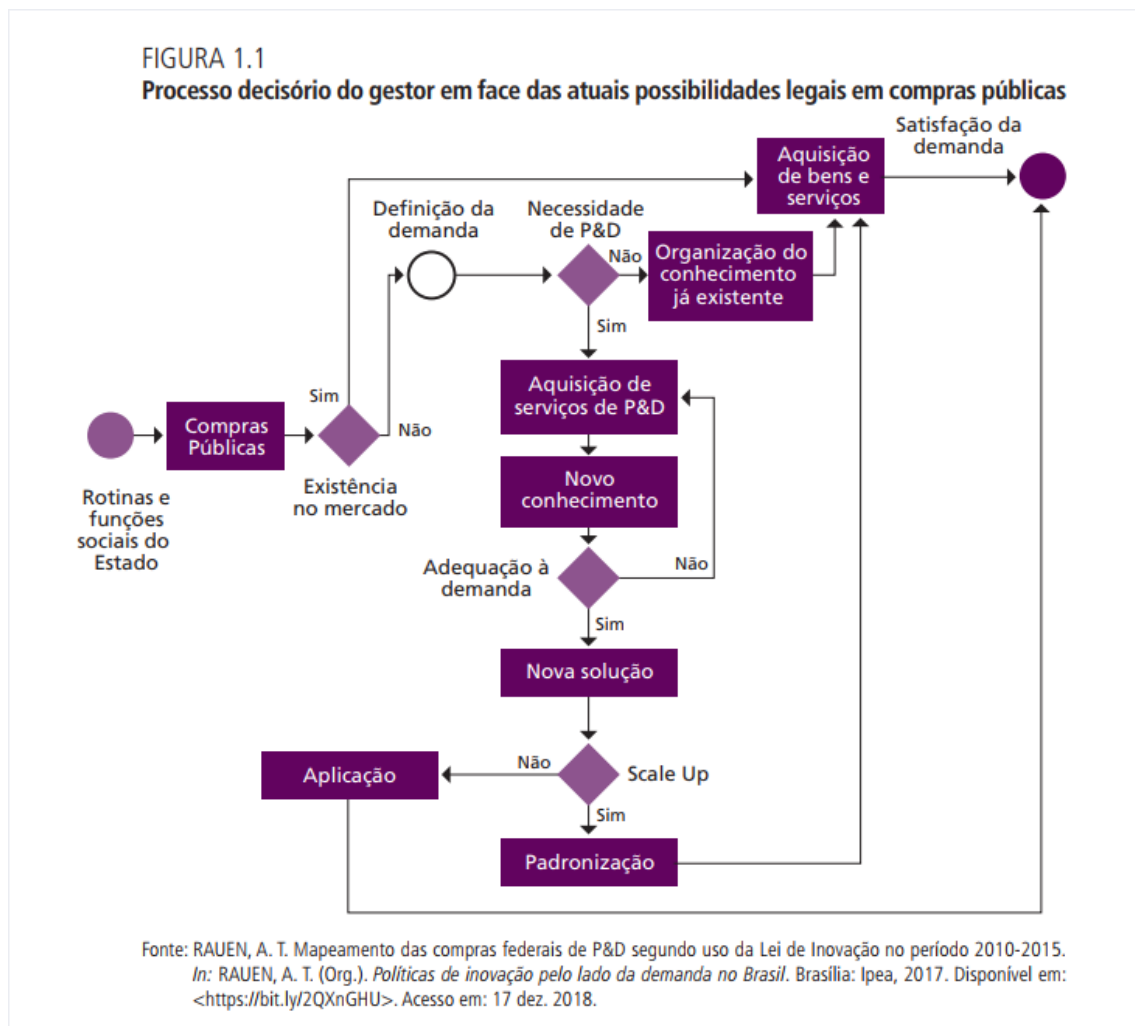 FIGURA 1.1
Processo decisório do gestor em face das atuais possibilidades legais em compras públicas
Satisfação da
demanda
Aquisição
de bens e
serviços
Definição da
demanda
Necessidade
de P&D
Não
Organização do
conhecimento
já existente
Sim
Aquisição de
serviços de P&D
Sim
Compras
Públicas
Não
Existência
no mercado
Rotinas e
funções
sociais do
Estado
Novo
conhecimento
Adequação à
demanda
Não
Sim
Nova solução
Aplicação
Não
Scale Up
Sim
Padronização
Fonte: RAUEN, A. T. Mapeamento das compras federais de P&D segundo uso da Lei de Inovação no período 2010-2015.
In: RAUEN, A. T. (Org.). Políticas de inovação pelo lado da demanda no Brasil. Brasília: Ipea, 2017. Disponível em:
<https://bit.ly/2QXnGHU>. Acesso em: 17 dez. 2018.